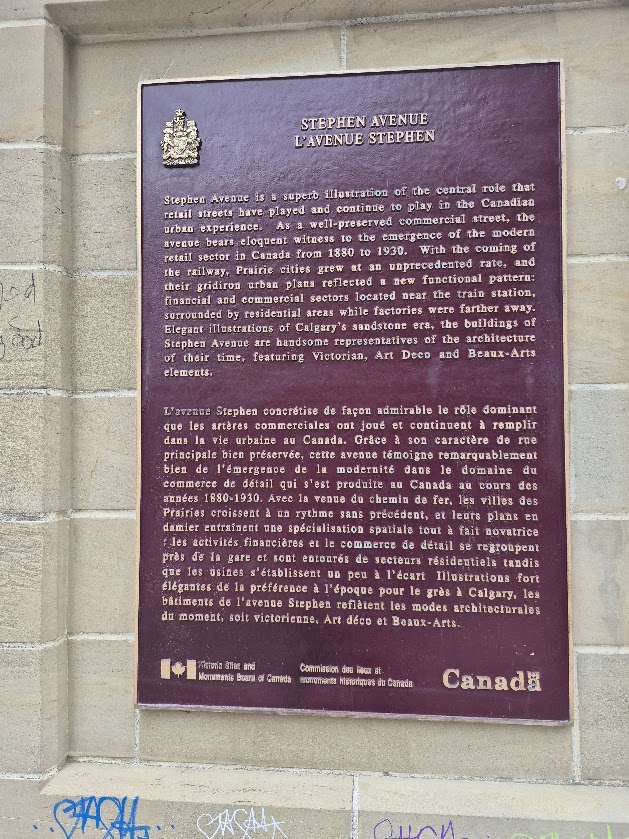 STEPHEN AVENUE
L'AVENUE STEPHEN
Stephen Avenue is a superb illustration of the central role that
retail streets have played and continue to play in the Canadian
urban experience. As a well-preserved commercial street, the
avenue bears eloquent witness to the emergence of the modern
retail sector in Canada from 1880 to 1930. With the coming of
the railway, Prairie cities grew at an unprecedented rate, and
their gridiron urban plans reflected a new functional pattern:
financial and commercial sectors located near the train station,
surrounded by residential areas while factories were farther away.
Elegant illustrations of Calgary's sandstone era, the buildings of
Stephen Avenue are handsome representatives of the architecture
of their time, featuring Victorian, Art Deco and Beaux-Arts
elements.
L'avenue Stephen concrétise de façon admirable le rôle dominant
que les artères commerciales ont joué et continuent à remplir
dans la vie urbaine au Canada. Grâce à son caractère de rue
principale bien préservée, cette avenue témoigne remarquablement
bien de l'émergence de la modernité dans le domaine du
commerce de détail qui s'est produite au Canada au cours des
années 1880-1930. Avec la venue du chemin de fer, les villes des
Prairies croissent à un rythme sans précédent, et leurs plans en
damier entraînent une spécialisation spatiale tout à fait novatrice
: les activités financières et le commerce de détail se regroupent
près de la gare et sont entourés de secteurs résidentiels tandis
que les usines s'établissent un peu à l'écart Illustrations fort
élégantes de la préférence à l'époque pour le grès à Calgary, les
bâtiments de l'avenue Stephen reflètent les modes architecturales
du moment, soit victorienne, Art déco et Beaux-Arts.
Historic Sites and
Monuments Board of Canada
Commission des lieux et
monuments historiques du Canada
Canada